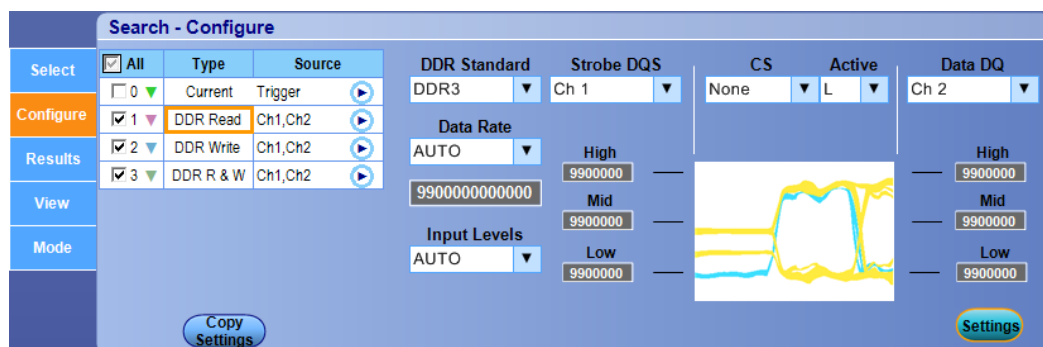 Search - Configure
Select
Configure
Results
View
Mode
All Type Source
0 Current Trigger
1 DDR Read Ch1,Ch2
2 DDR Write Ch1,Ch2
3 DDR R & W Ch1,Ch2
Copy
Settings
DDR Standard Strobe DQS CS Active Data DQ
DDR3 Ch 1 None L Ch 2
Data Rate
AUTO
9900000000000
Input Levels
AUTO
High
9900000
Mid
9900000
Low
9900000
High
9900000
Mid
9900000
Low
9900000
Settings